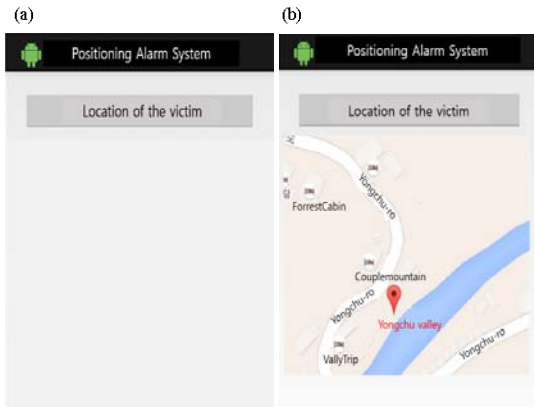 (a)
Positioning Alarm System
Location of the victim
(b)
Positioning Alarm System
Location of the victim
Yongchu-ro
ForrestCabin
Couplemountain
Yongchu-ro
Yongchu valley
Yongchu-ro
VallyTrip